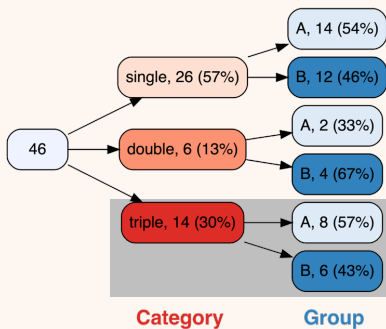 46
single, 26 (57%)
double, 6 (13%)
triple, 14 (30%)
A, 14 (54%)
B, 12 (46%)
A, 2 (33%)
B, 4 (67%)
A, 8 (57%)
B, 6 (43%)
Category
Group